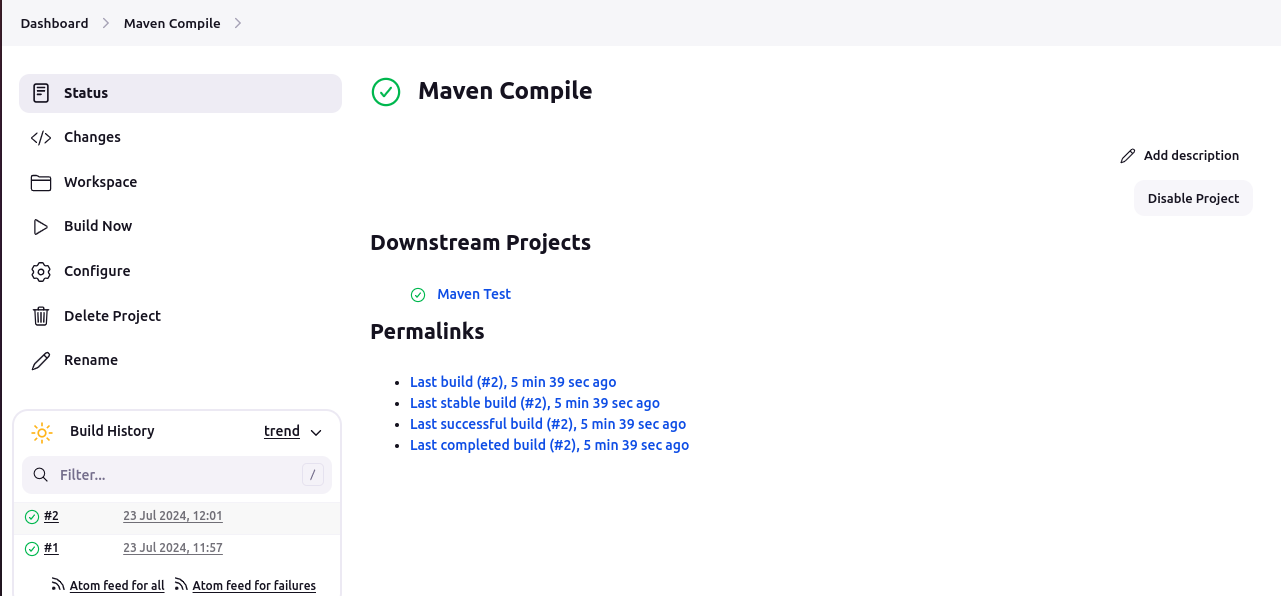 Dashboard > Maven Compile >
Status
Changes
Workspace
Build Now
Configure
Delete Project
Rename
Build History trend
Filter... /
#2 23 Jul 2024, 12:01
#1 23 Jul 2024, 11:57
Atom feed for all Atom feed for failures
Maven Compile
Add description
Disable Project
Downstream Projects
Maven Test
Permalinks
• Last build (#2), 5 min 39 sec ago
• Last stable build (#2), 5 min 39 sec ago
• Last successful build (#2), 5 min 39 sec ago
• Last completed build (#2), 5 min 39 sec ago